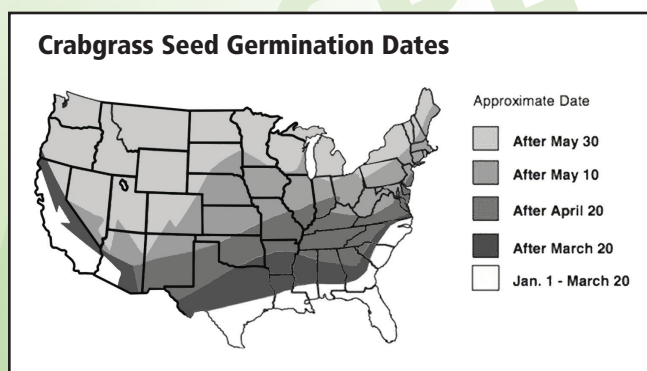 Crabgrass Seed Germination Dates
Approximate Date
After May 30
After May 10
After April 20
After March 20
Jan. 1 - March 20